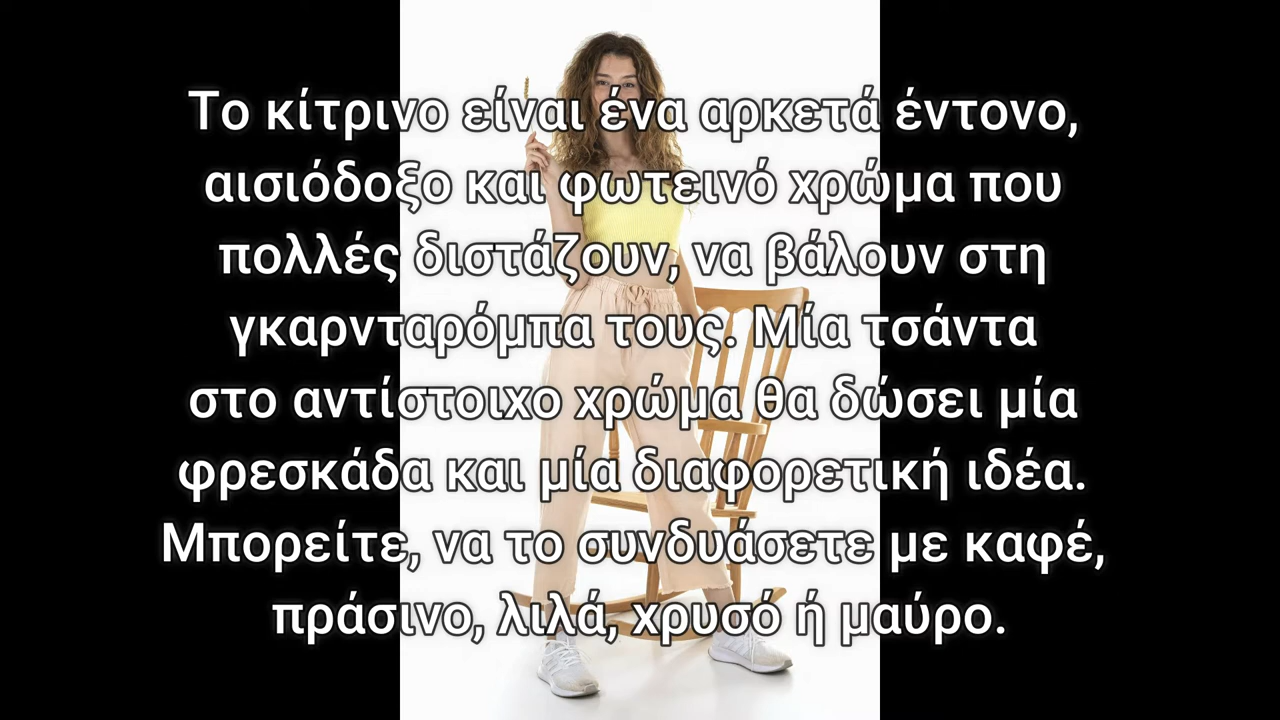 Το κίτρινο είναι ένα αρκετά έντονο,
αισιόδοξο και φωτεινό χρώμα που
πολλές διστάζουν, να βάλουν στη
γκαρνταρόμπα τους. Μία τσάντα
στο αντίστοιχο χρώμα θα δώσει μία
φρεσκάδα και μία διαφορετική ιδέα.
Μπορείτε, να το συνδυάσετε με καφέ,
πράσινο, λιλά, χρυσό ή μαύρο.